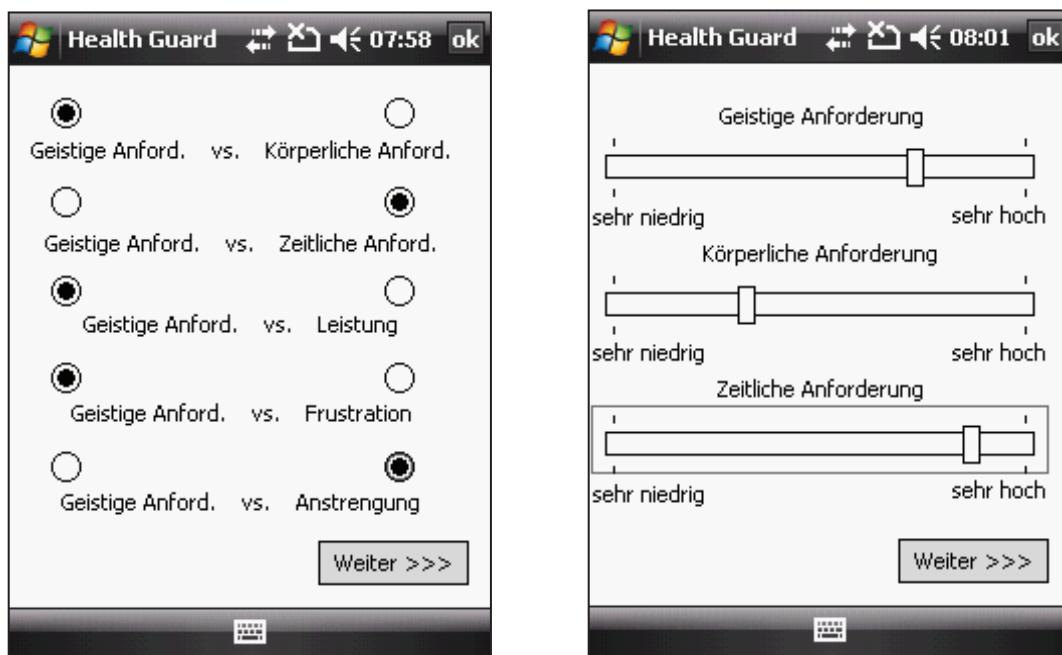 Health Guard 07:58 ok
Geistige Anford. vs. Körperliche Anford.
Geistige Anford. vs. Zeitliche Anford.
Geistige Anford. vs. Leistung
Geistige Anford. vs. Frustration
Geistige Anford. vs. Anstrengung
Weiter >>>
Health Guard 08:01 ok
Geistige Anforderung
sehr niedrig sehr hoch
Körperliche Anforderung
sehr niedrig sehr hoch
Zeitliche Anforderung
sehr niedrig sehr hoch
Weiter >>>